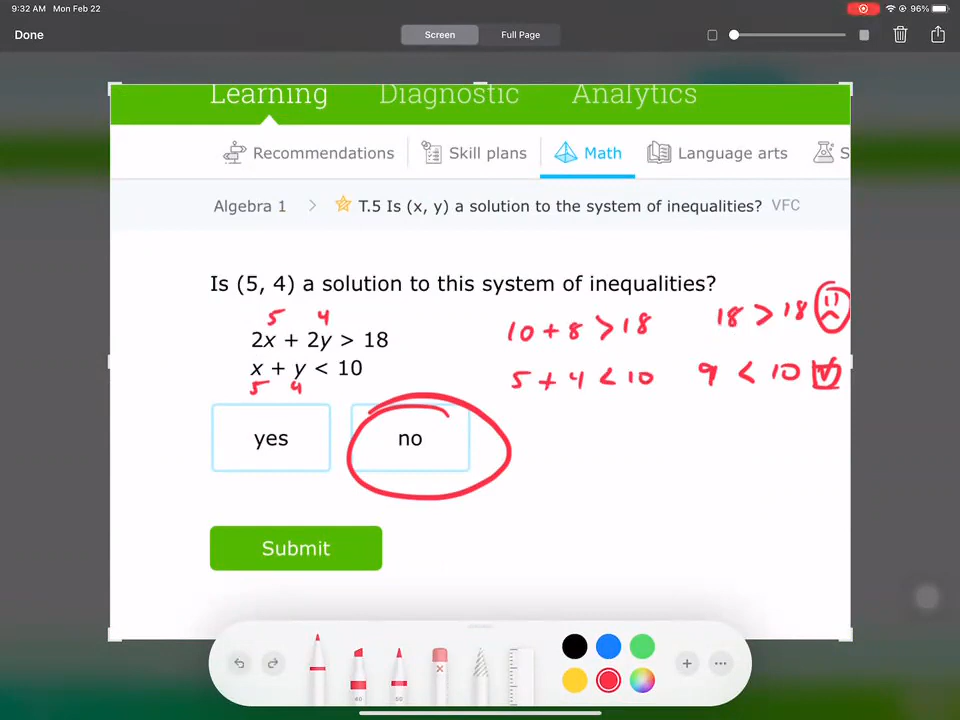 9:32 AM Mon Feb 22
96%
Done
Screen
Full Page
Learning
Diagnostic
Analytics
Recommendations
Skill plans
Math
Language arts
S
Algebra 1 > T.5 Is (x, y) a solution to the system of inequalities? VFC
Is (5, 4) a solution to this system of inequalities?
5 4
2x + 2y > 18
x + y < 10
5 4
10 + 8 > 18
18 > 18
5 + 4 < 10
9 < 10
yes
no
Submit
40
50